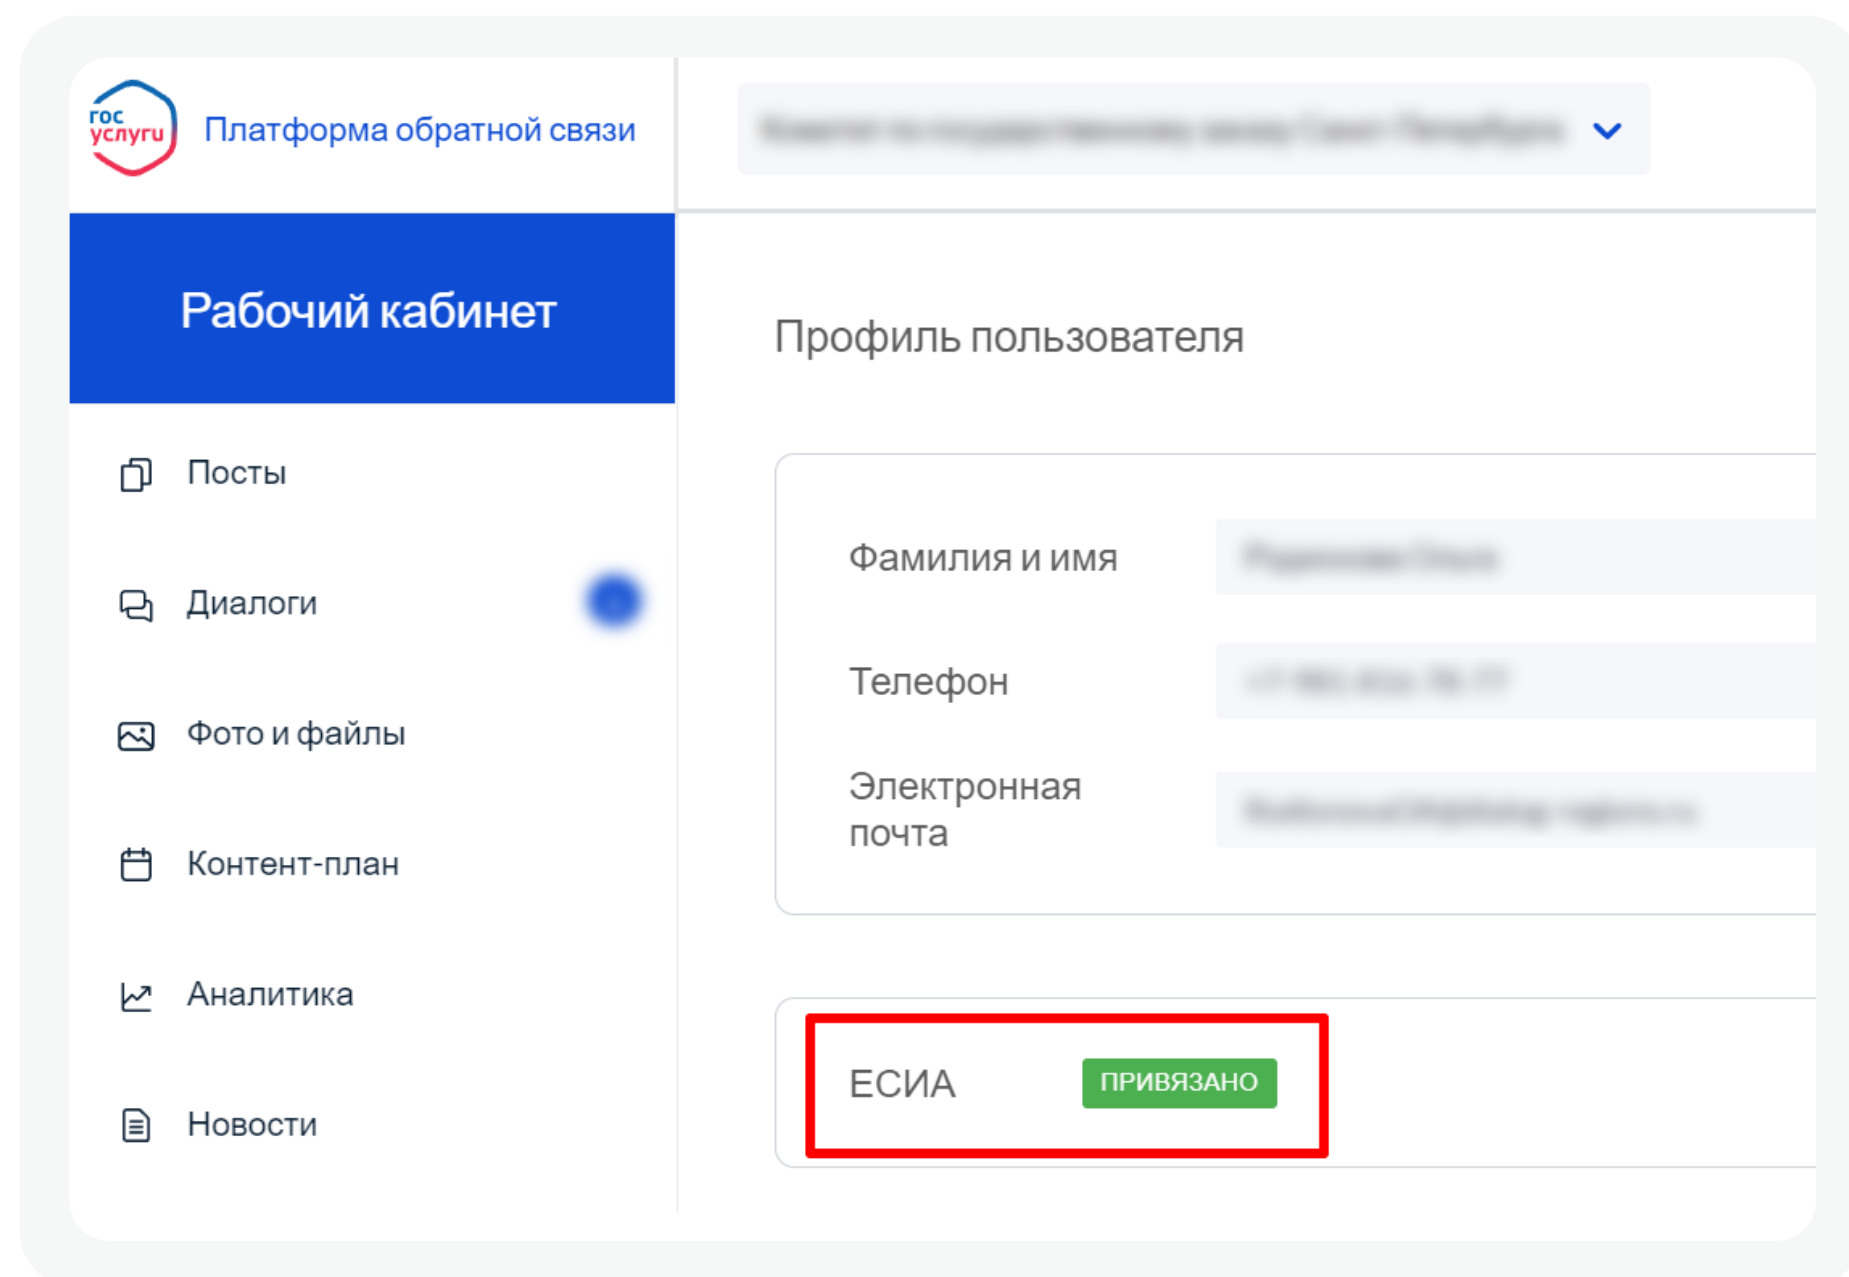 гос
услуги
Платформа обратной связи
Рабочий кабинет
Посты
Диалоги
Фото и файлы
Контент-план
Аналитика
Новости
Профиль пользователя
Фамилия и имя
Телефон
Электронная
почта
ЕСИА
ПРИВЯЗАНО